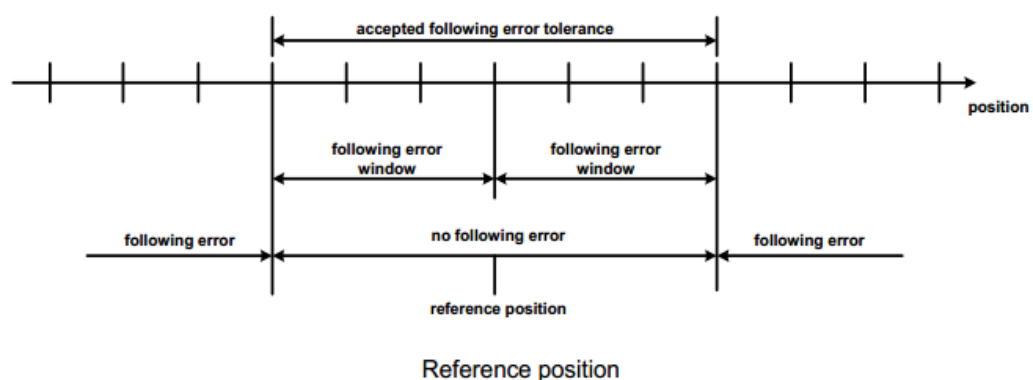 accepted following error tolerance
position
following error
window
following error
window
following error
no following error
following error
reference position
Reference position